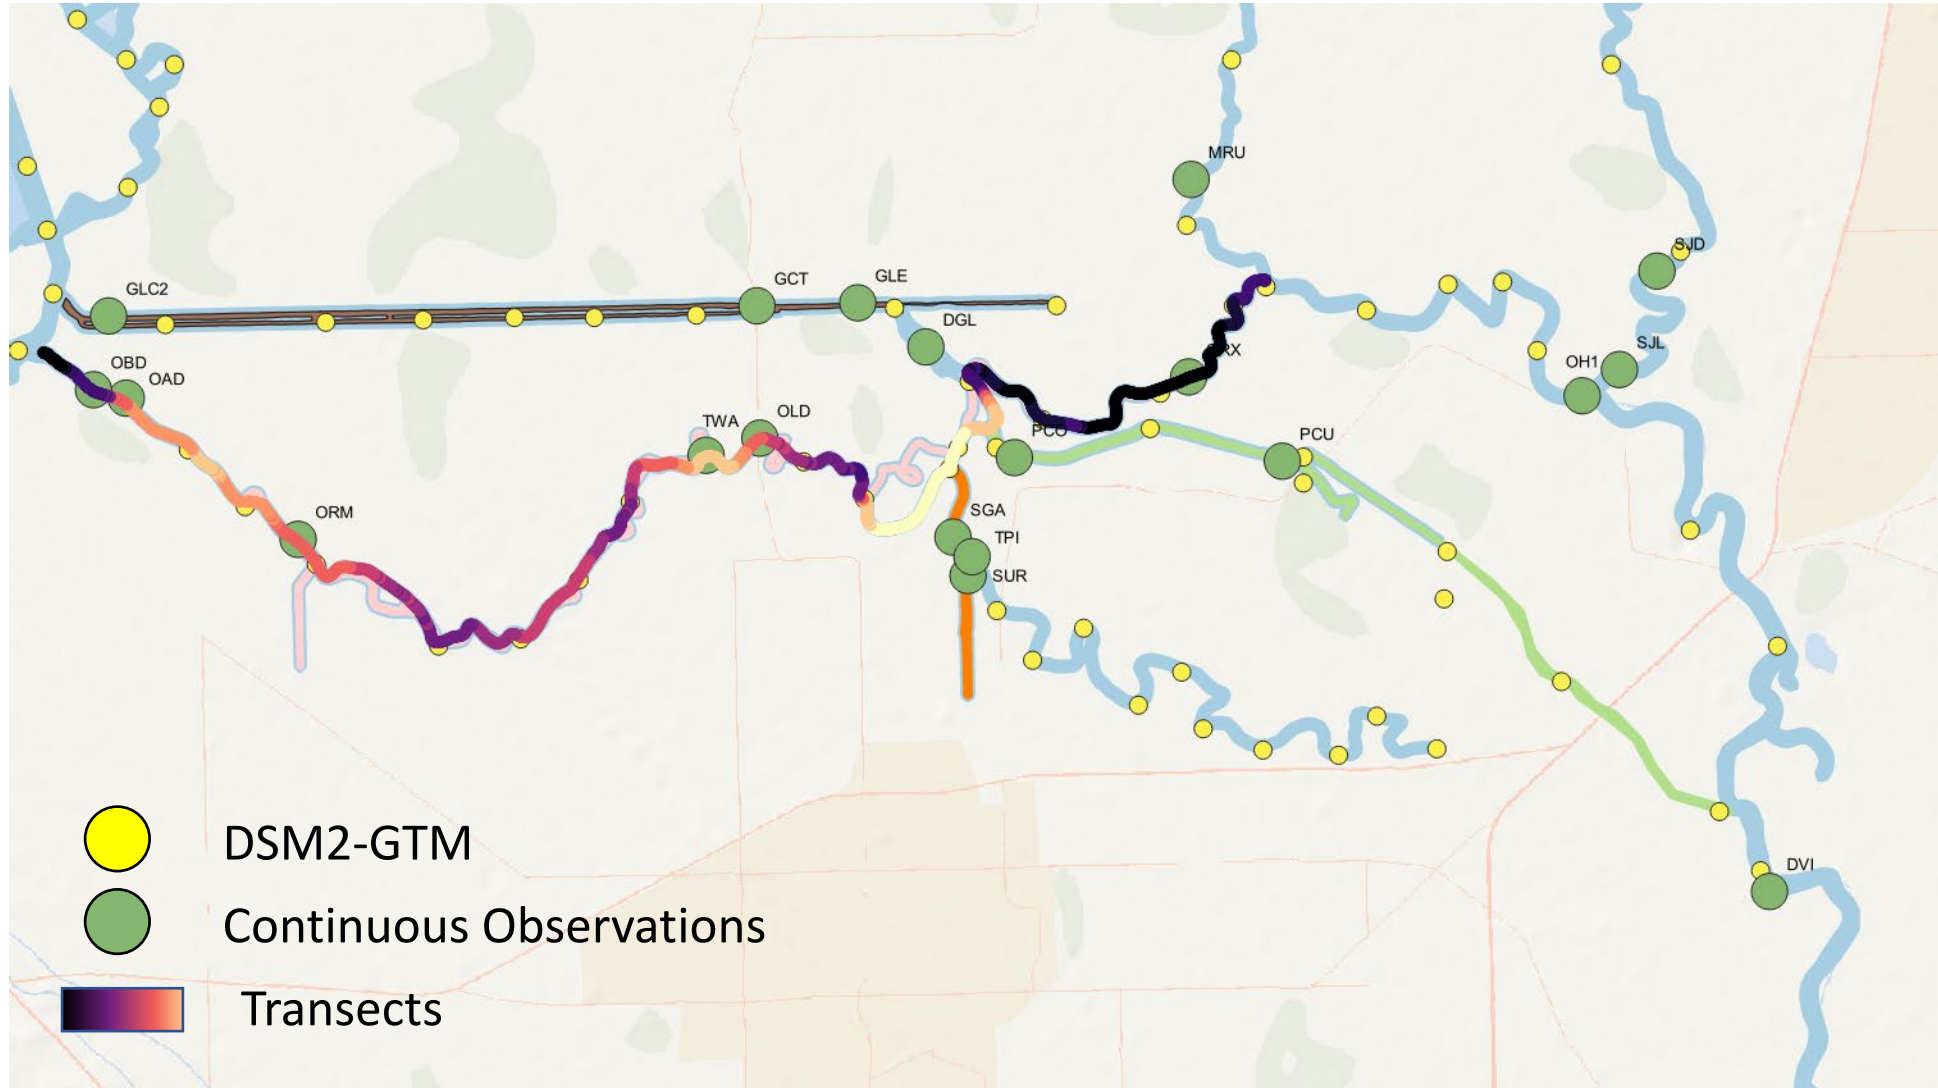 MRU
SJD
GLC2
GCT
GLE
DGL
SJL
OH1
OBD
OAD
TWA
OLD
PCO
PCU
ORM
SGA
TPI
SUR
DVI
DSM2-GTM
Continuous Observations
Transects